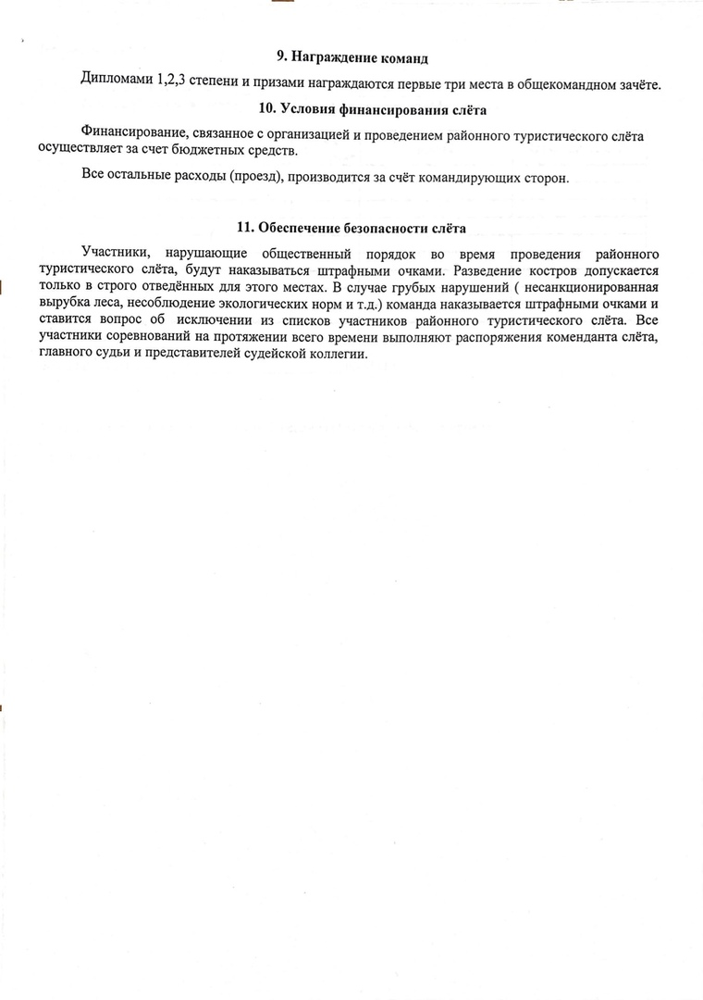 9. Награждение команд
Дипломами 1,2,3 степени и призами награждаются первые три места в общекомандном зачёте.
10. Условия финансирования слёта
Финансирование, связанное с организацией и проведением районного туристического слёта
осуществляет за счет бюджетных средств.
Все остальные расходы (проезд), производится за счёт командирующих сторон.
11. Обеспечение безопасности слёта
Участники, нарушающие общественный порядок во время проведения районного
туристического слёта, будут наказываться штрафными очками. Разведение костров допускается
только в строго отведённых для этого местах. В случае грубых нарушений ( несанкционированная
вырубка леса, несоблюдение экологических норм и т.д.) команда наказывается штрафными очками и
ставится вопрос об исключении из списков участников районного туристического слёта. Все
участники соревнований на протяжении всего времени выполняют распоряжения коменданта слёта,
главного судьи и представителей судейской коллегии.